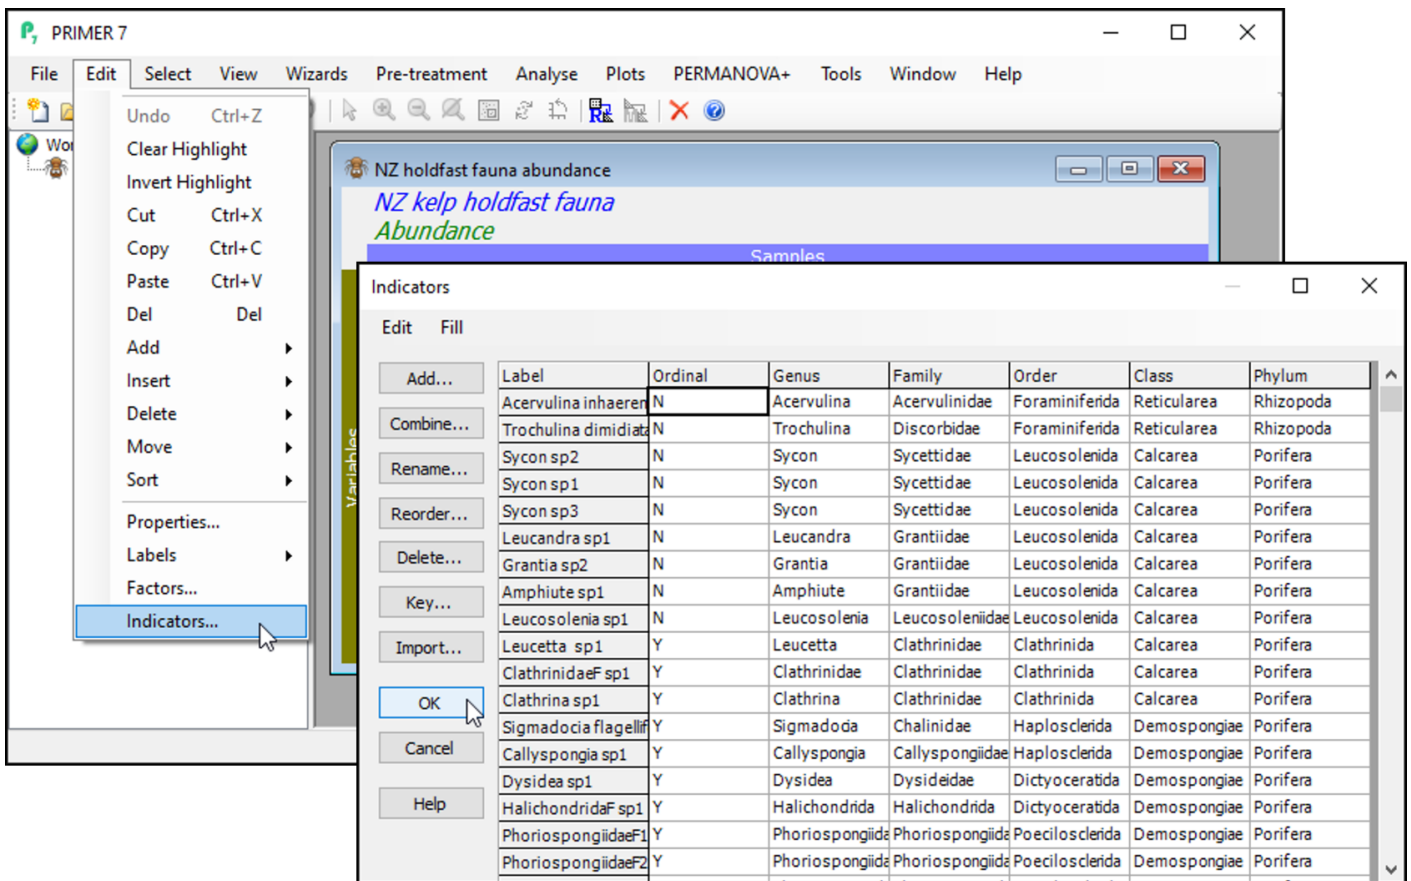 PRIMER 7
File Edit Select View Wizards Pre-treatment Analyse Plots PERMANOVA+ Tools Window Help
Undo Ctrl+Z
Clear Highlight
Invert Highlight
Cut Ctrl+X
Copy Ctrl+C
Paste Ctrl+V
Del Del
Add
Insert
Delete
Move
Sort
Properties...
Labels
Factors...
Indicators...
Wor
NZ holdfast fauna abundance
NZ kelp holdfast fauna
Abundance
Samples
Variables
Indicators
Edit Fill
Add...
Combine...
Rename...
Reorder...
Delete...
Key...
Import...
OK
Cancel
Help
Label Ordinal Genus Family Order Class Phylum
Acervulina inhaeren N Acervulina Acervulinidae Foraminiferida Reticularea Rhizopoda
Trochulina dimidiata N Trochulina Discorbidae Foraminiferida Reticularea Rhizopoda
Sycon sp2 N Sycon Sycettidae Leucosolenida Calcarea Porifera
Sycon sp1 N Sycon Sycettidae Leucosolenida Calcarea Porifera
Sycon sp3 N Sycon Sycettidae Leucosolenida Calcarea Porifera
Leucandra sp1 N Leucandra Grantiidae Leucosolenida Calcarea Porifera
Grantia sp2 N Grantia Grantiidae Leucosolenida Calcarea Porifera
Amphiute sp1 N Amphiute Grantiidae Leucosolenida Calcarea Porifera
Leucosolenia sp1 N Leucosolenia Leucosoleniidae Leucosolenida Calcarea Porifera
Leucetta sp1 Y Leucetta Clathrinidae Clathrinida Calcarea Porifera
ClathrinidaeF sp1 Y Clathrinidae Clathrinidae Clathrinida Calcarea Porifera
Clathrina sp1 Y Clathrina Clathrinidae Clathrinida Calcarea Porifera
Sigmadocia flagellif Y Sigmadocia Chalinidae Haplosclerida Demospongiae Porifera
Callyspongia sp1 Y Callyspongia Callyspongiidae Haplosclerida Demospongiae Porifera
Dysidea sp1 Y Dysidea Dysideidae Dictyoceratida Demospongiae Porifera
HalichondridaF sp1 Y Halichondrida Halichondrida Dictyoceratida Demospongiae Porifera
PhoriospongiidaeF1 Y Phoriospongiida Phoriospongiida Poecilosclerida Demospongiae Porifera
PhoriospongiidaeF2 Y Phoriospongiida Phoriospongiida Poecilosclerida Demospongiae Porifera